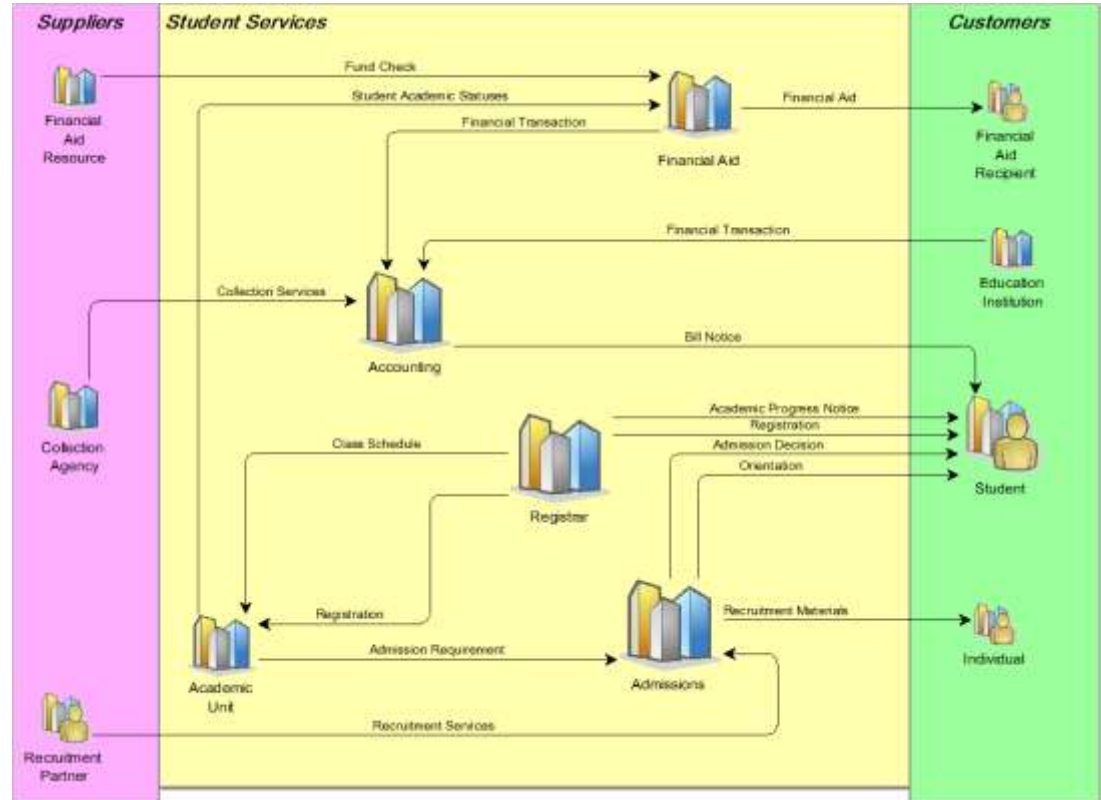 Suppliers
Student Services
Customers
Fund Check
Student Academic Statuses
Financial Aid
Financial Transaction
Financial
Aid
Resource
Financial Aid
Financial
Aid
Recipient
Financial Transaction
Education
Institution
Collection Services
Bill Notice
Accounting
Academic Progress Notice
Registration
Class Schedule
Admission Decision
Collection
Agency
Orientation
Student
Registrar
Registration
Recruitment Materials
Admission Requirement
Individual
Academic
Unit
Admissions
Recruitment Services
Recruitment
Partner